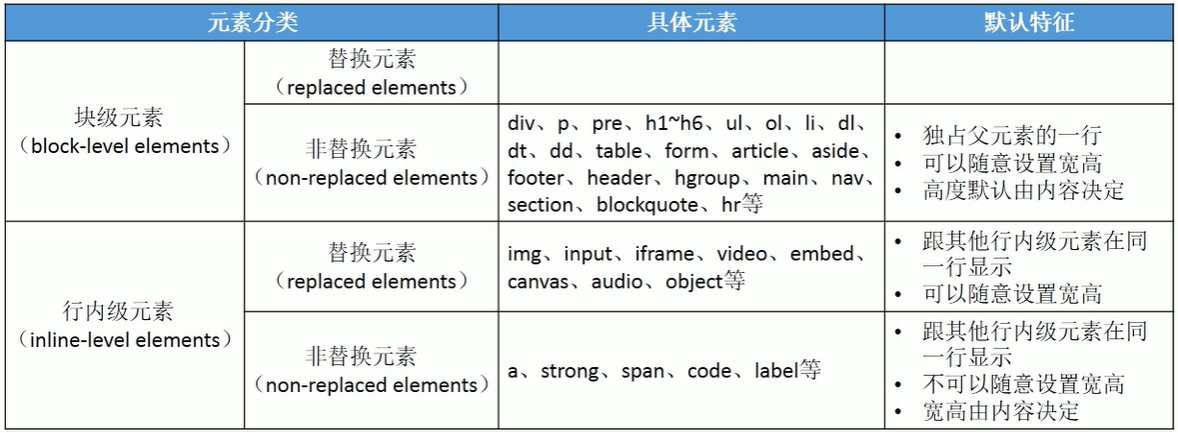 元素分类 具体元素 默认特征
替换元素
（replaced elements）
块级元素
（block-level elements）
非替换元素
（non-replaced elements）
div、p、pre、h1~h6、ul、ol、li、dl、
dt、dd、table、form、article、aside、
footer、header、hgroup、main、nav、
section、blockquote、hr等
• 独占父元素的一行
• 可以随意设置宽高
• 高度默认由内容决定
行内级元素
（inline-level elements）
替换元素
（replaced elements）
img、input、iframe、video、embed、
canvas、audio、object等
• 跟其他行内级元素在同
一行显示
• 可以随意设置宽高
非替换元素
（non-replaced elements）
a、strong、span、code、label等
• 跟其他行内级元素在同
一行显示
• 不可以随意设置宽高
• 宽高由内容决定